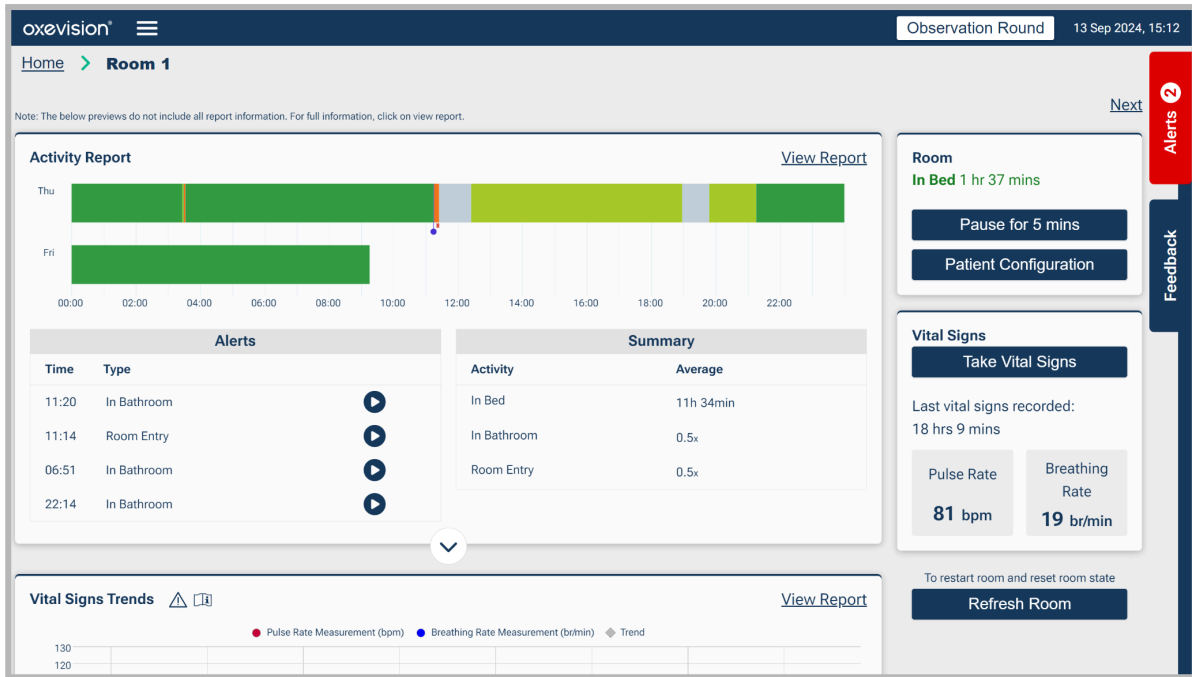 oxevision®
Observation Round
13 Sep 2024, 15:12
Home
Room 1
Alerts 2
Feedback
Next
Note: The below previews do not include all report information. For full information, click on view report.
Activity Report
View Report
Thu
Fri
00:00 02:00 04:00 06:00 08:00 10:00 12:00 14:00 16:00 18:00 20:00 22:00
Alerts
Time Type
11:20 In Bathroom
11:14 Room Entry
06:51 In Bathroom
22:14 In Bathroom
Summary
Activity Average
In Bed 11h 34min
In Bathroom 0.5x
Room Entry 0.5x
Room
In Bed 1 hr 37 mins
Pause for 5 mins
Patient Configuration
Vital Signs
Take Vital Signs
Last vital signs recorded:
18 hrs 9 mins
Pulse Rate
81 bpm
Breathing
Rate
19 br/min
To restart room and reset room state
Refresh Room
Vital Signs Trends
View Report
Pulse Rate Measurement (bpm) Breathing Rate Measurement (br/min) Trend
130
120